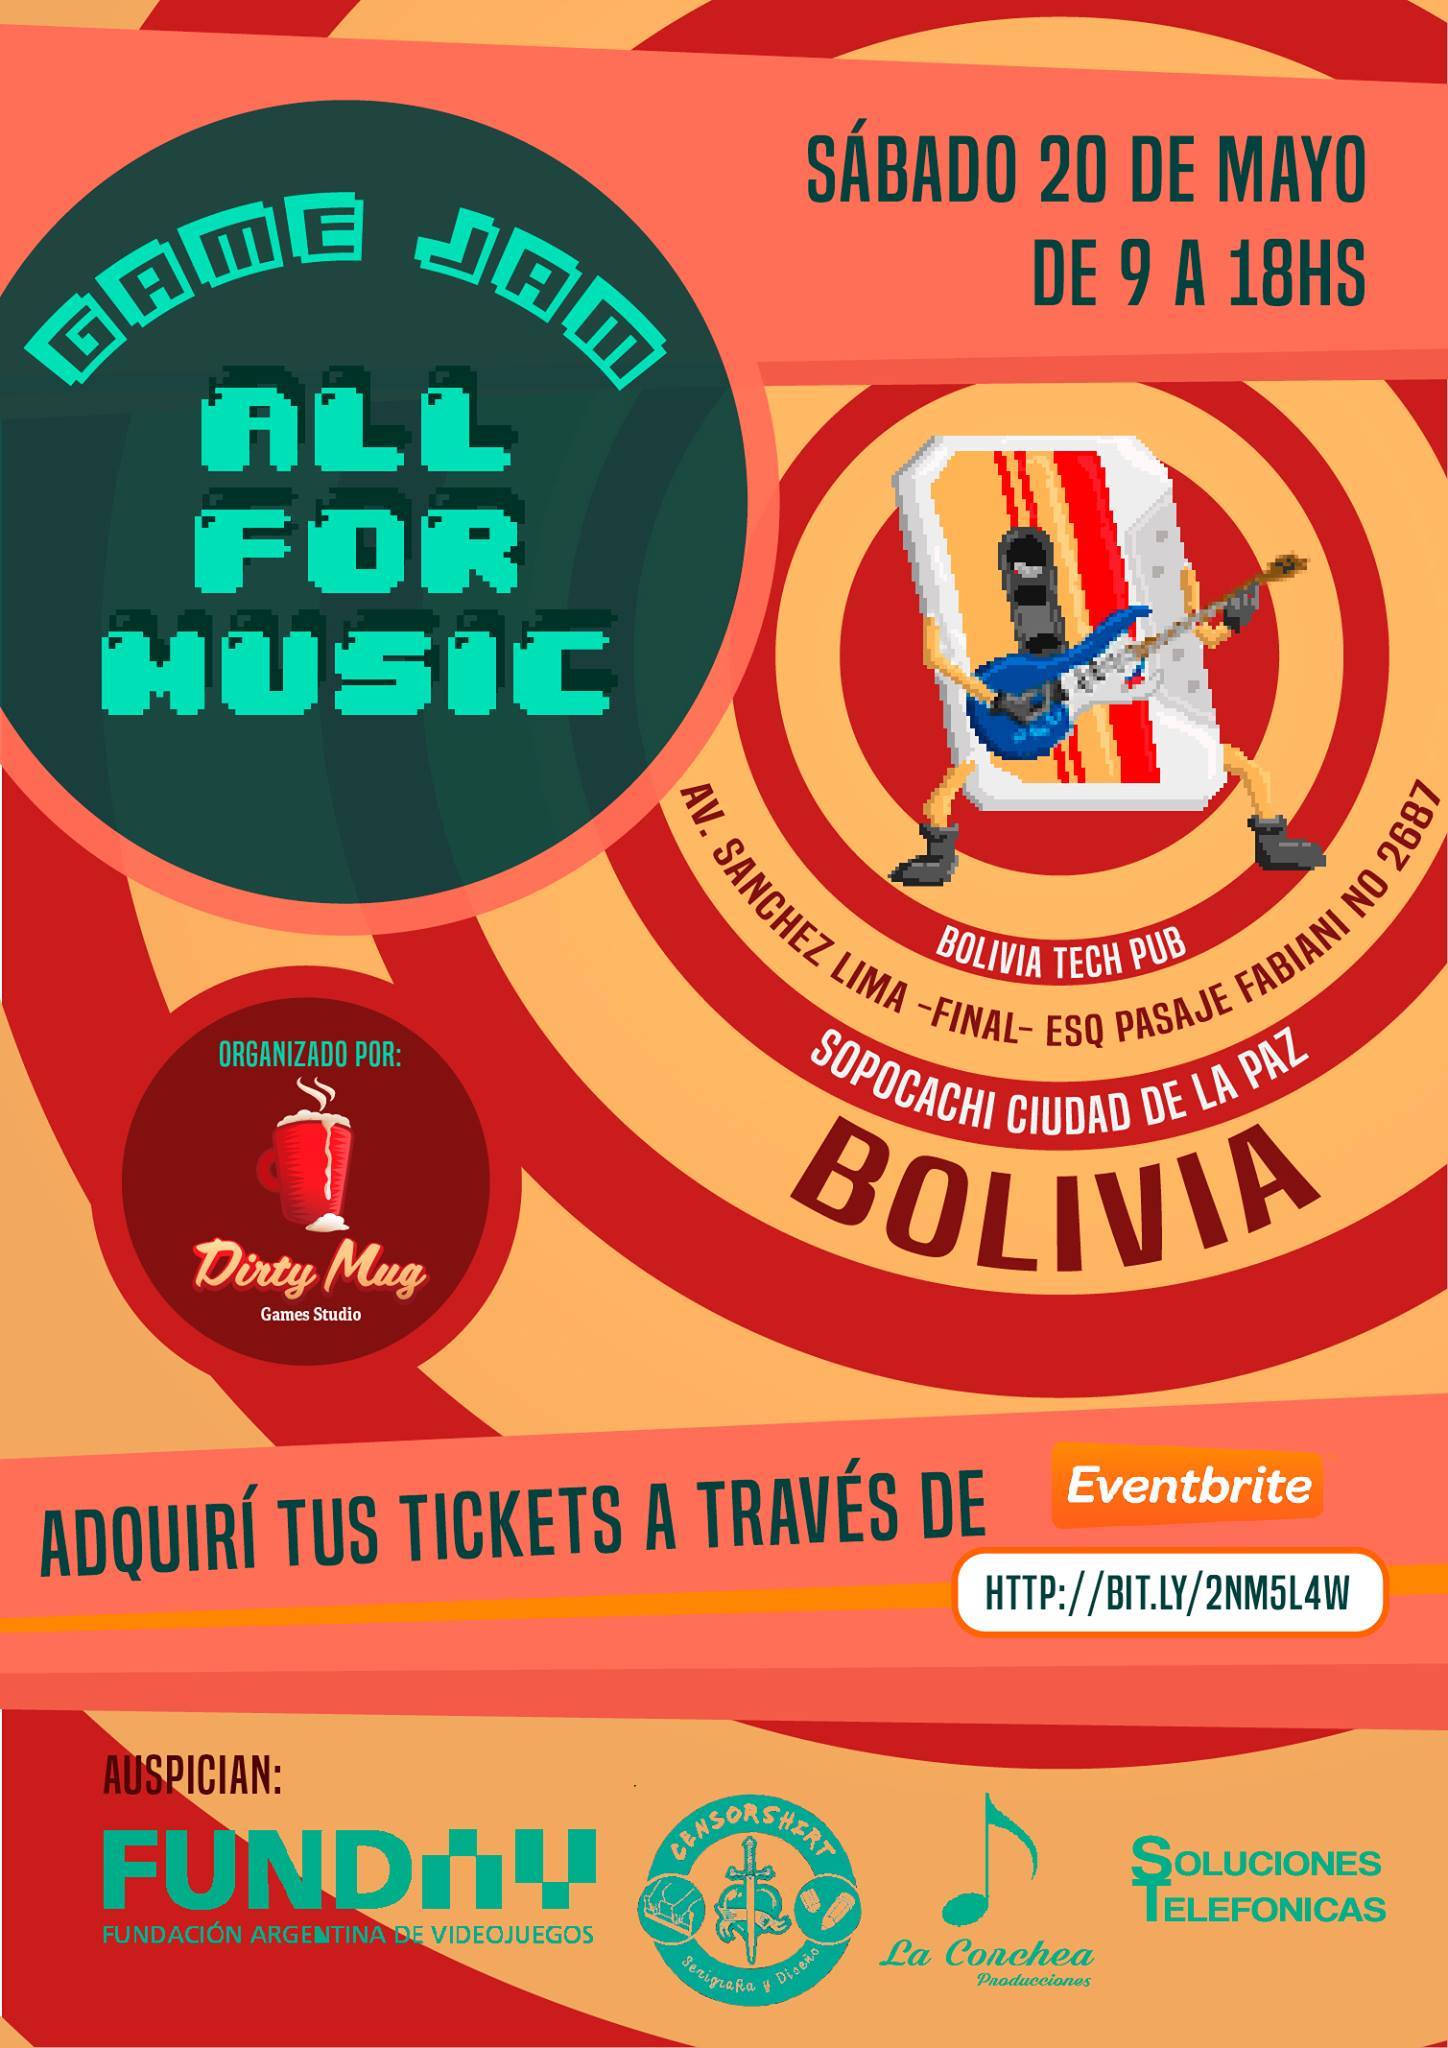 GAME JAM
ALL
FOR
MUSIC
SÁBADO 20 DE MAYO
DE 9 A 18HS
BOLIVIA TECH PUB
AV. SANCHEZ LIMA -FINAL- ESQ PASAJE FABIANI NO 2687
SOPOCACHI CIUDAD DE LA PAZ
BOLIVIA
ORGANIZADO POR:
Dirty Mug
Games Studio
ADQUIRÍ TUS TICKETS A TRAVÉS DE
Eventbrite
HTTP://BIT.LY/2NM5L4W
AUSPICIAN:
FUNDAV
FUNDACIÓN ARGENTINA DE VIDEOJUEGOS
CENSORSHIRT
Serigrafia y Diseño
La Conchea
Producciones
SOLUCIONES
TELEFONICAS